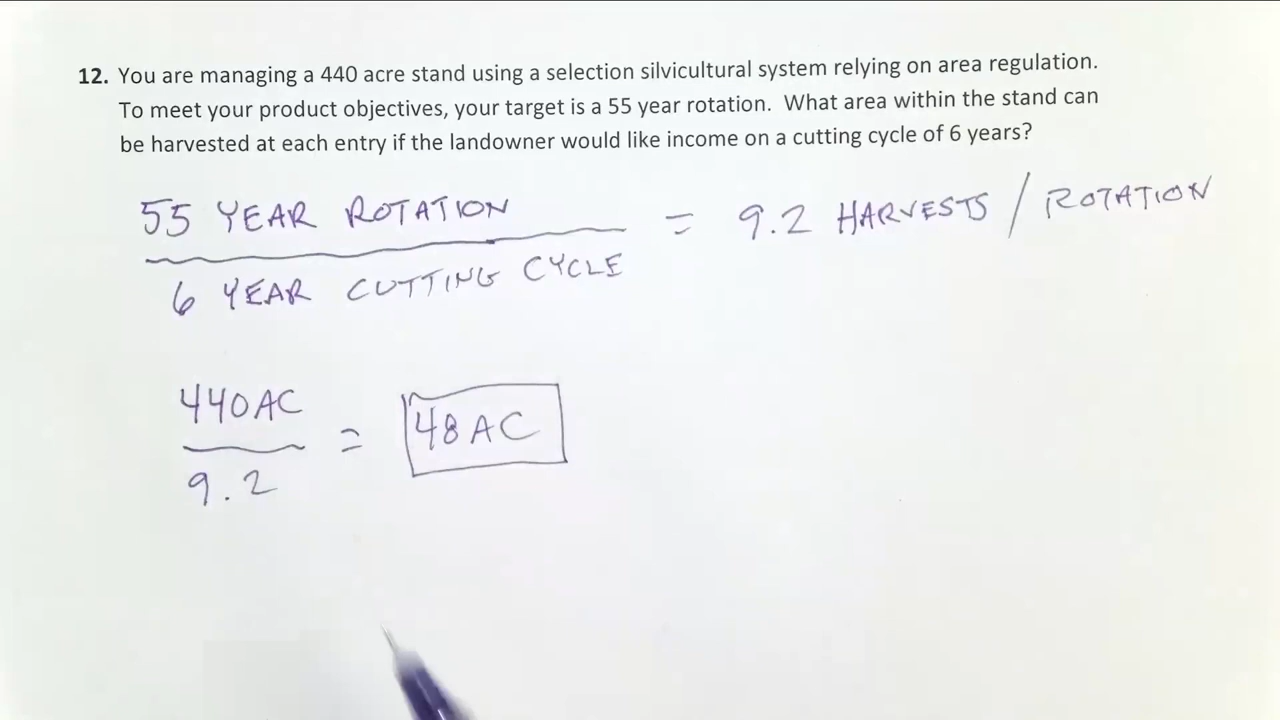 12. You are managing a 440 acre stand using a selection silvicultural system relying on area regulation.
To meet your product objectives, your target is a 55 year rotation. What area within the stand can
be harvested at each entry if the landowner would like income on a cutting cycle of 6 years?
55 YEAR ROTATION
6 YEAR CUTTING CYCLE
= 9.2 HARVESTS / ROTATION
440AC
9.2
= 48 AC